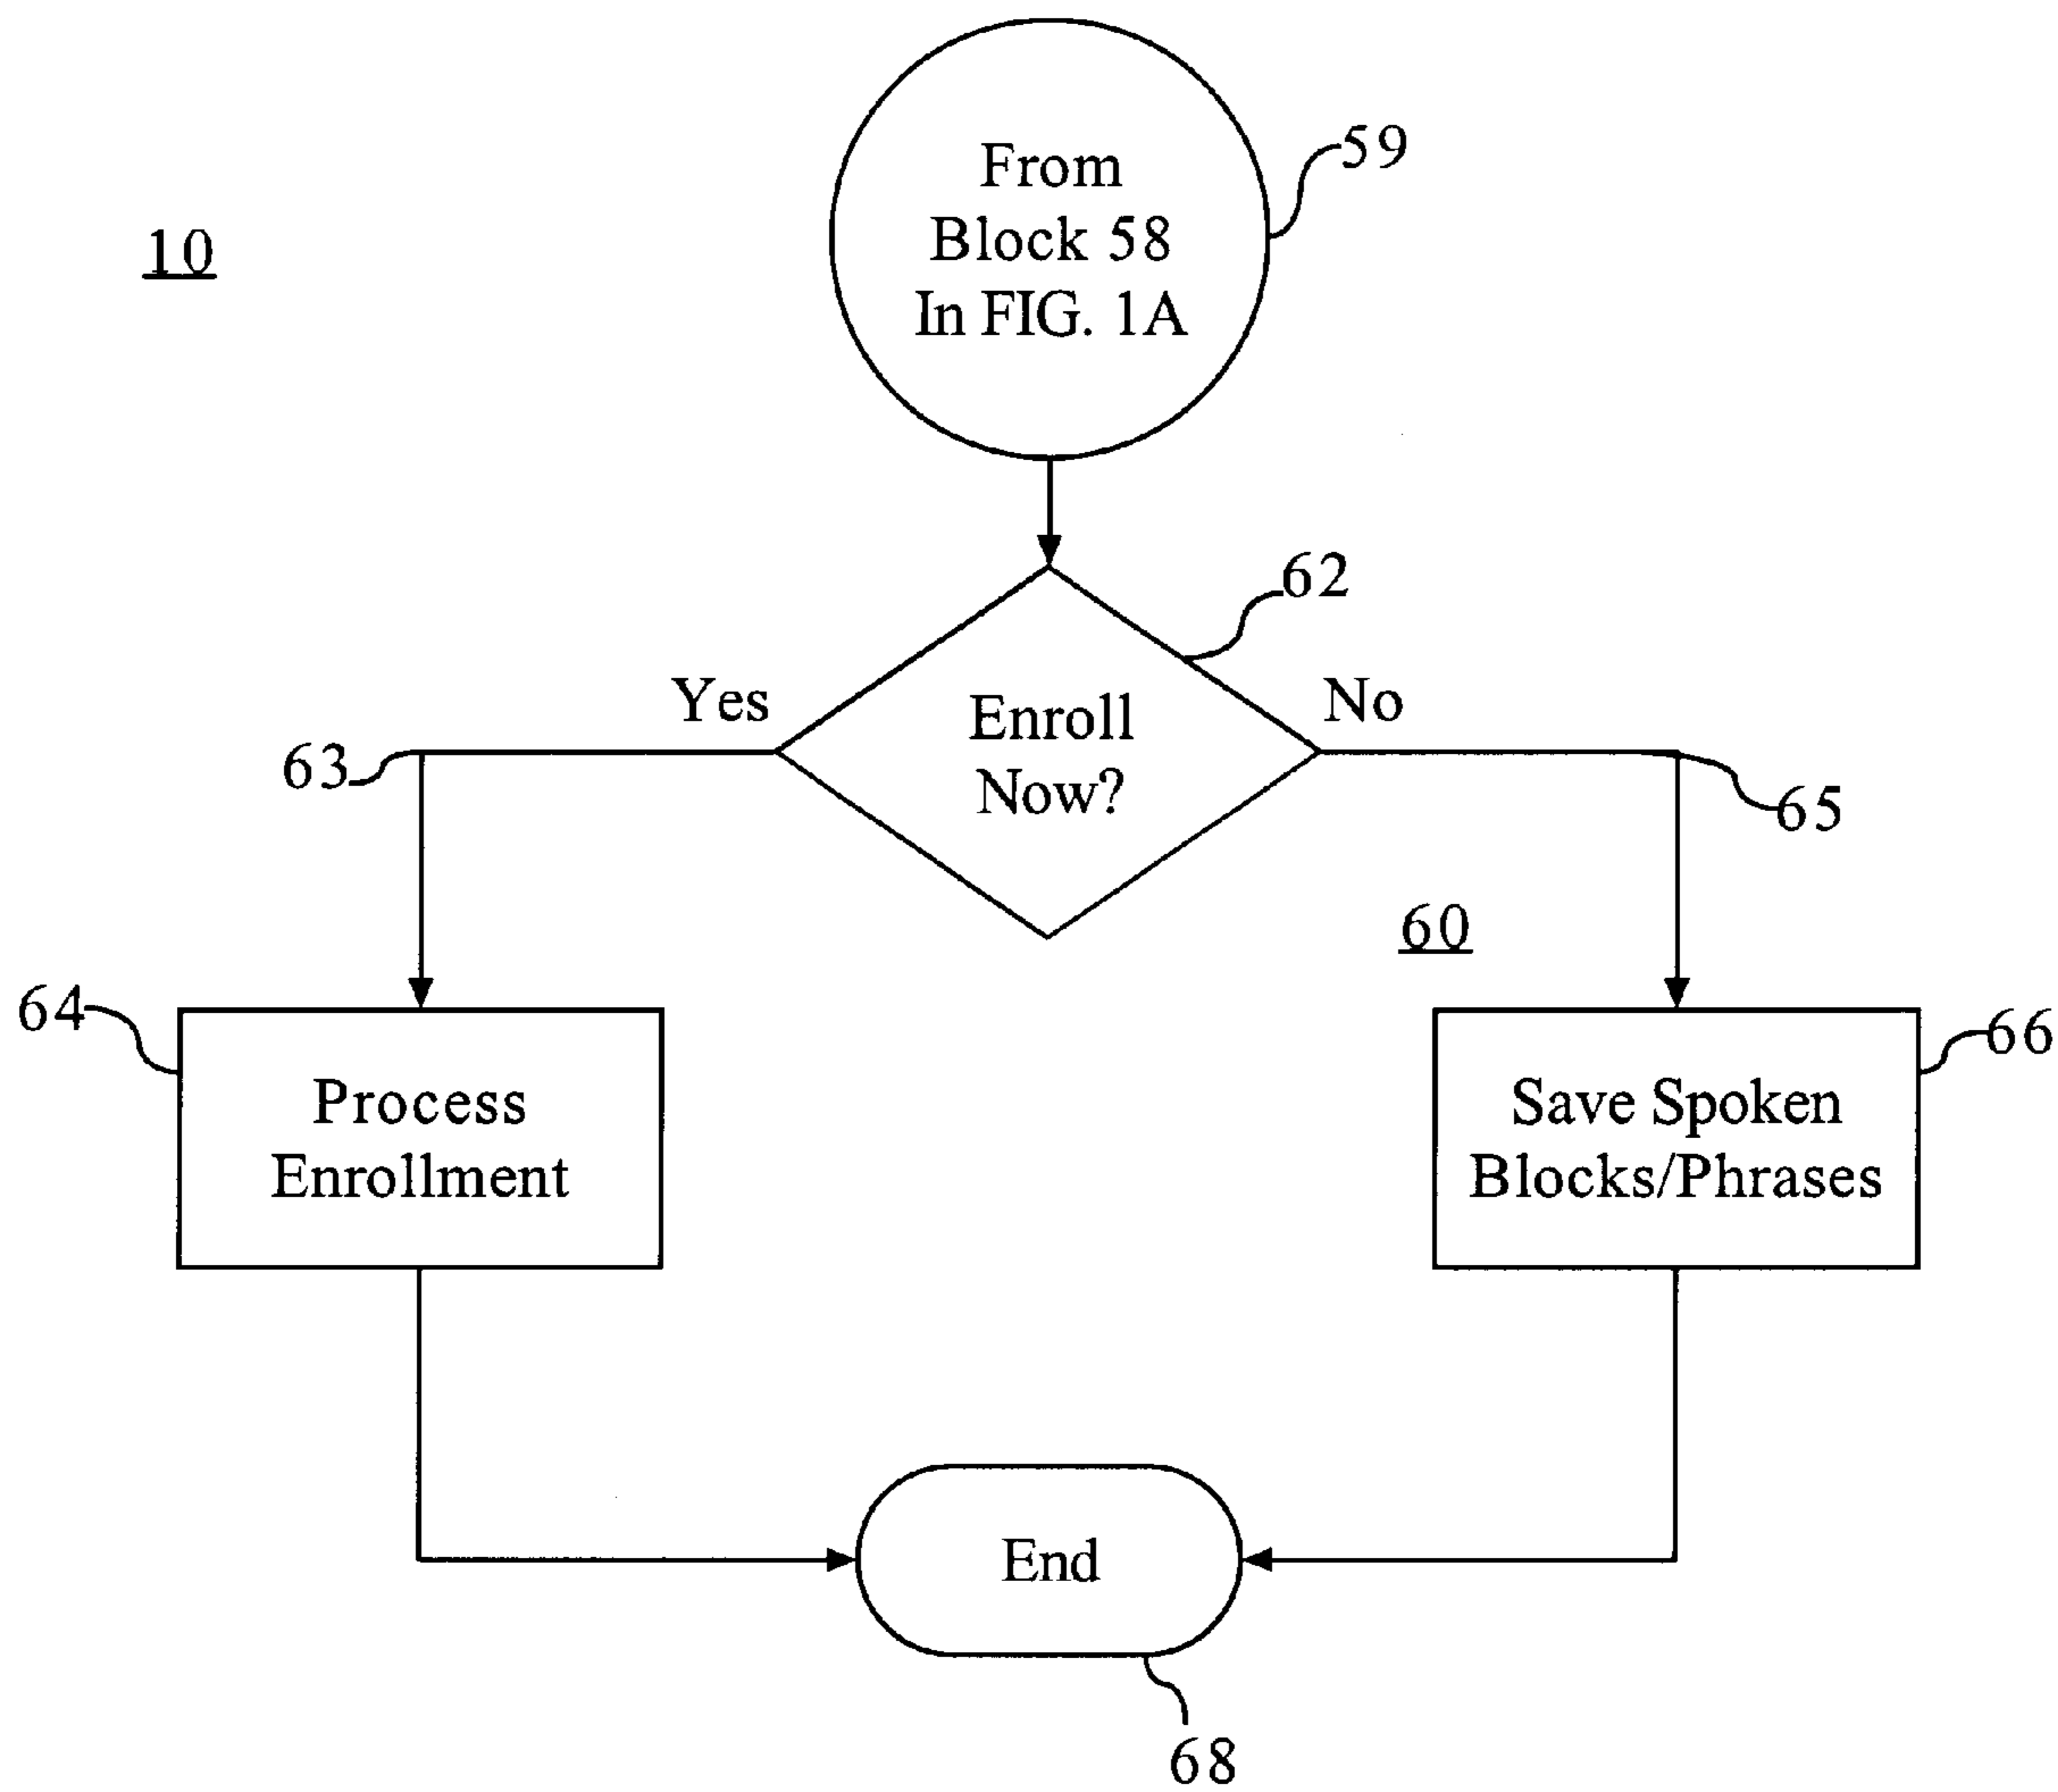 From
Block 58
In FIG. 1A
59
10
62
Yes
Enroll
Now?
No
63
65
60
64
Process
Enrollment
Save Spoken
Blocks/Phrases
66
End
68